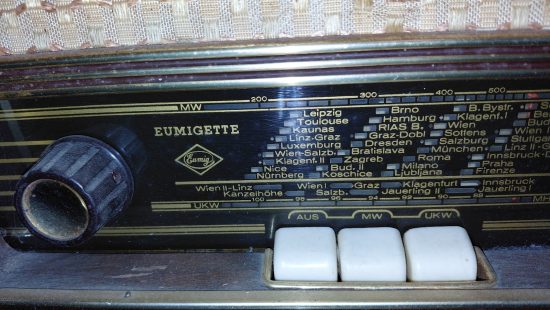 MW 200 300 400 500
Leipzig Brno B. Bystr.
Toulouse Hamburg Klagenf. I
EUMIGETTE Kaunas RIAS B. Wien
Linz-Graz Graz-Dobl Sottens
Luxemburg Dresden Salzburg
Eumig Wien-Salzb. Bratislava München
Klagenf. II Zagreb Roma Innsbruck
Nice Bud. II Milano Praha
Nürnberg Koschice Ljubljana Firenze
Wien II-Linz Wien I Graz Klagenfurt Innsbruck
Kanzelhöhe Salzb. Jauerling II Jauerling I
UKW 100 98 96 94 92 90 88 MH
AUS MW UKW